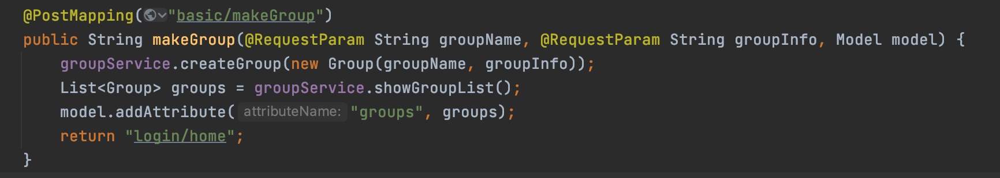 @PostMapping("basic/makeGroup")
public String makeGroup(@RequestParam String groupName, @RequestParam String groupInfo, Model model) {
    groupService.createGroup(new Group(groupName, groupInfo));
    List<Group> groups = groupService.showGroupList();
    model.addAttribute( attributeName: "groups", groups);
    return "login/home";
}